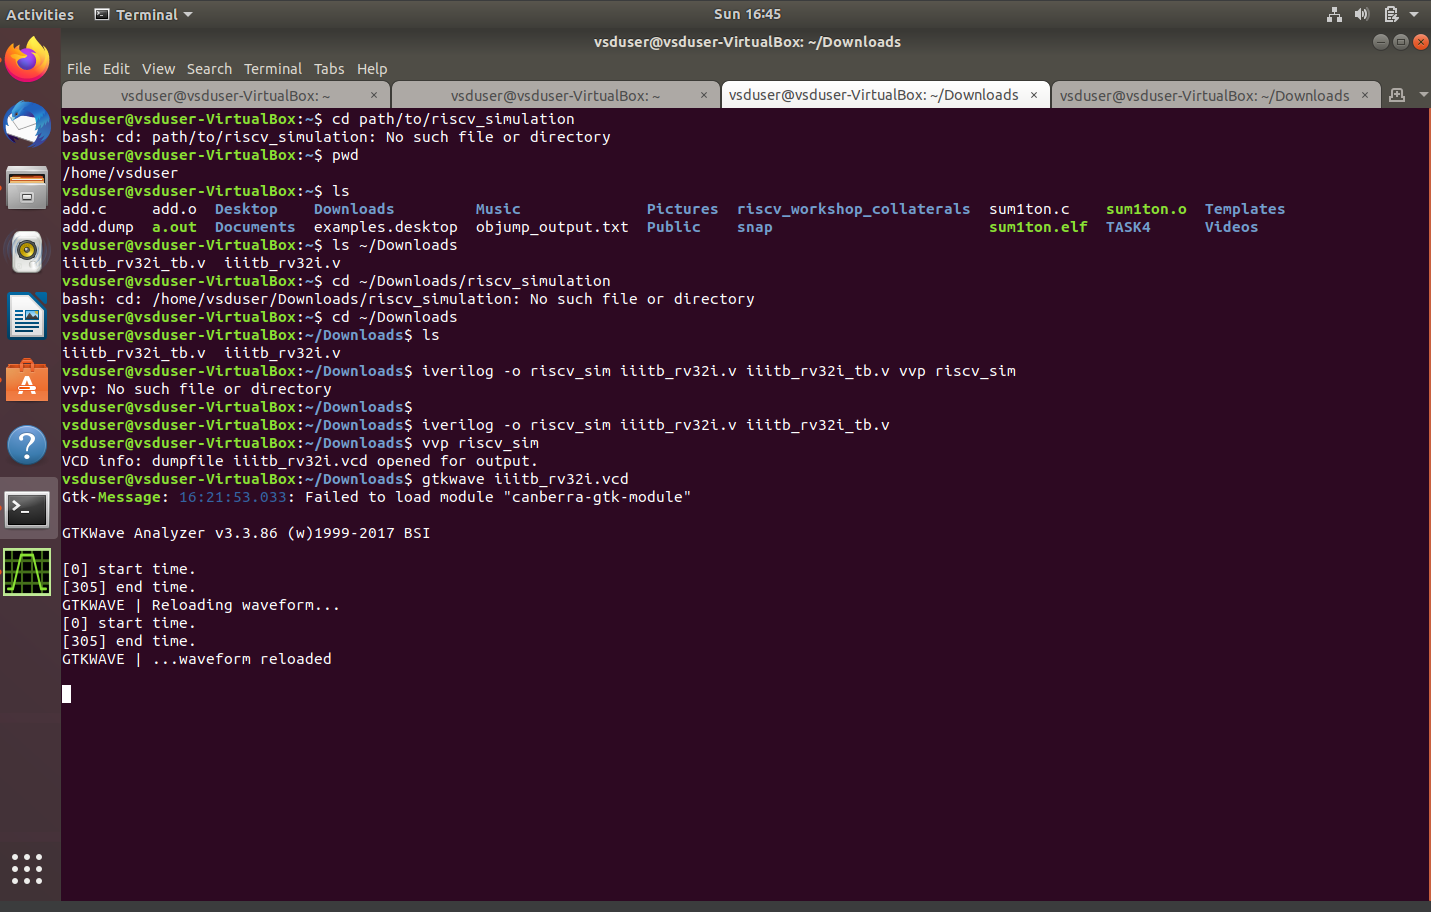 Activities Terminal Sun 16:45
vsduser@vsduser-VirtualBox: ~/Downloads
File Edit View Search Terminal Tabs Help
vsduser@vsduser-VirtualBox: ~ × vsduser@vsduser-VirtualBox: ~ × vsduser@vsduser-VirtualBox: ~/Downloads × vsduser@vsduser-VirtualBox: ~/Downloads ×
vsduser@vsduser-VirtualBox:~$ cd path/to/riscv_simulation
bash: cd: path/to/riscv_simulation: No such file or directory
vsduser@vsduser-VirtualBox:~$ pwd
/home/vsduser
vsduser@vsduser-VirtualBox:~$ ls
add.c     add.o  Desktop    Downloads         Music              Pictures  riscv_workshop_collaterals  sum1ton.c    sum1ton.o  Templates
add.dump  a.out  Documents  examples.desktop  objump_output.txt  Public    snap                        sum1ton.elf  TASK4      Videos
vsduser@vsduser-VirtualBox:~$ ls ~/Downloads
iiitb_rv32i_tb.v  iiitb_rv32i.v
vsduser@vsduser-VirtualBox:~$ cd ~/Downloads/riscv_simulation
bash: cd: /home/vsduser/Downloads/riscv_simulation: No such file or directory
vsduser@vsduser-VirtualBox:~$ cd ~/Downloads
vsduser@vsduser-VirtualBox:~/Downloads$ ls
iiitb_rv32i_tb.v  iiitb_rv32i.v
vsduser@vsduser-VirtualBox:~/Downloads$ iverilog -o riscv_sim iiitb_rv32i.v iiitb_rv32i_tb.v vvp riscv_sim
vvp: No such file or directory
vsduser@vsduser-VirtualBox:~/Downloads$
vsduser@vsduser-VirtualBox:~/Downloads$ iverilog -o riscv_sim iiitb_rv32i.v iiitb_rv32i_tb.v
vsduser@vsduser-VirtualBox:~/Downloads$ vvp riscv_sim
VCD info: dumpfile iiitb_rv32i.vcd opened for output.
vsduser@vsduser-VirtualBox:~/Downloads$ gtkwave iiitb_rv32i.vcd
Gtk-Message: 16:21:53.033: Failed to load module "canberra-gtk-module"
GTKWave Analyzer v3.3.86 (w)1999-2017 BSI
[0] start time.
[305] end time.
GTKWAVE | Reloading waveform...
[0] start time.
[305] end time.
GTKWAVE | ...waveform reloaded